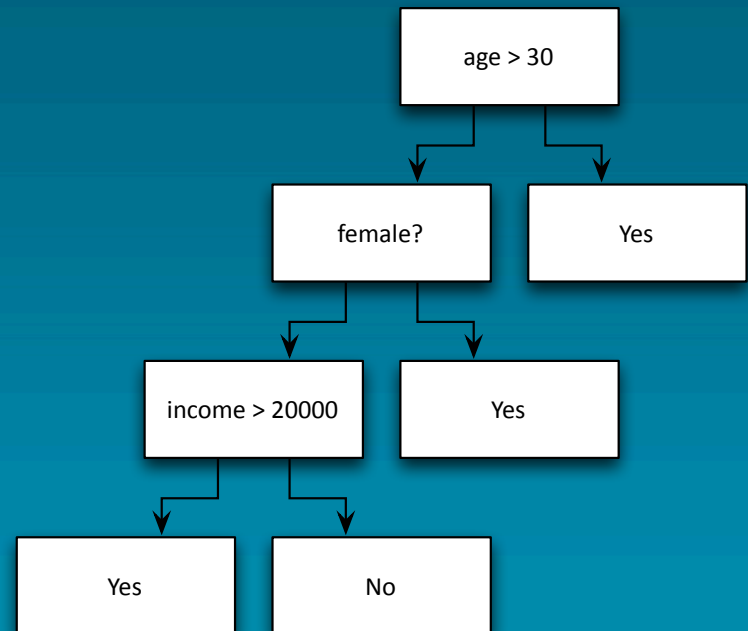 age > 30
female?
Yes
income > 20000
Yes
Yes
No